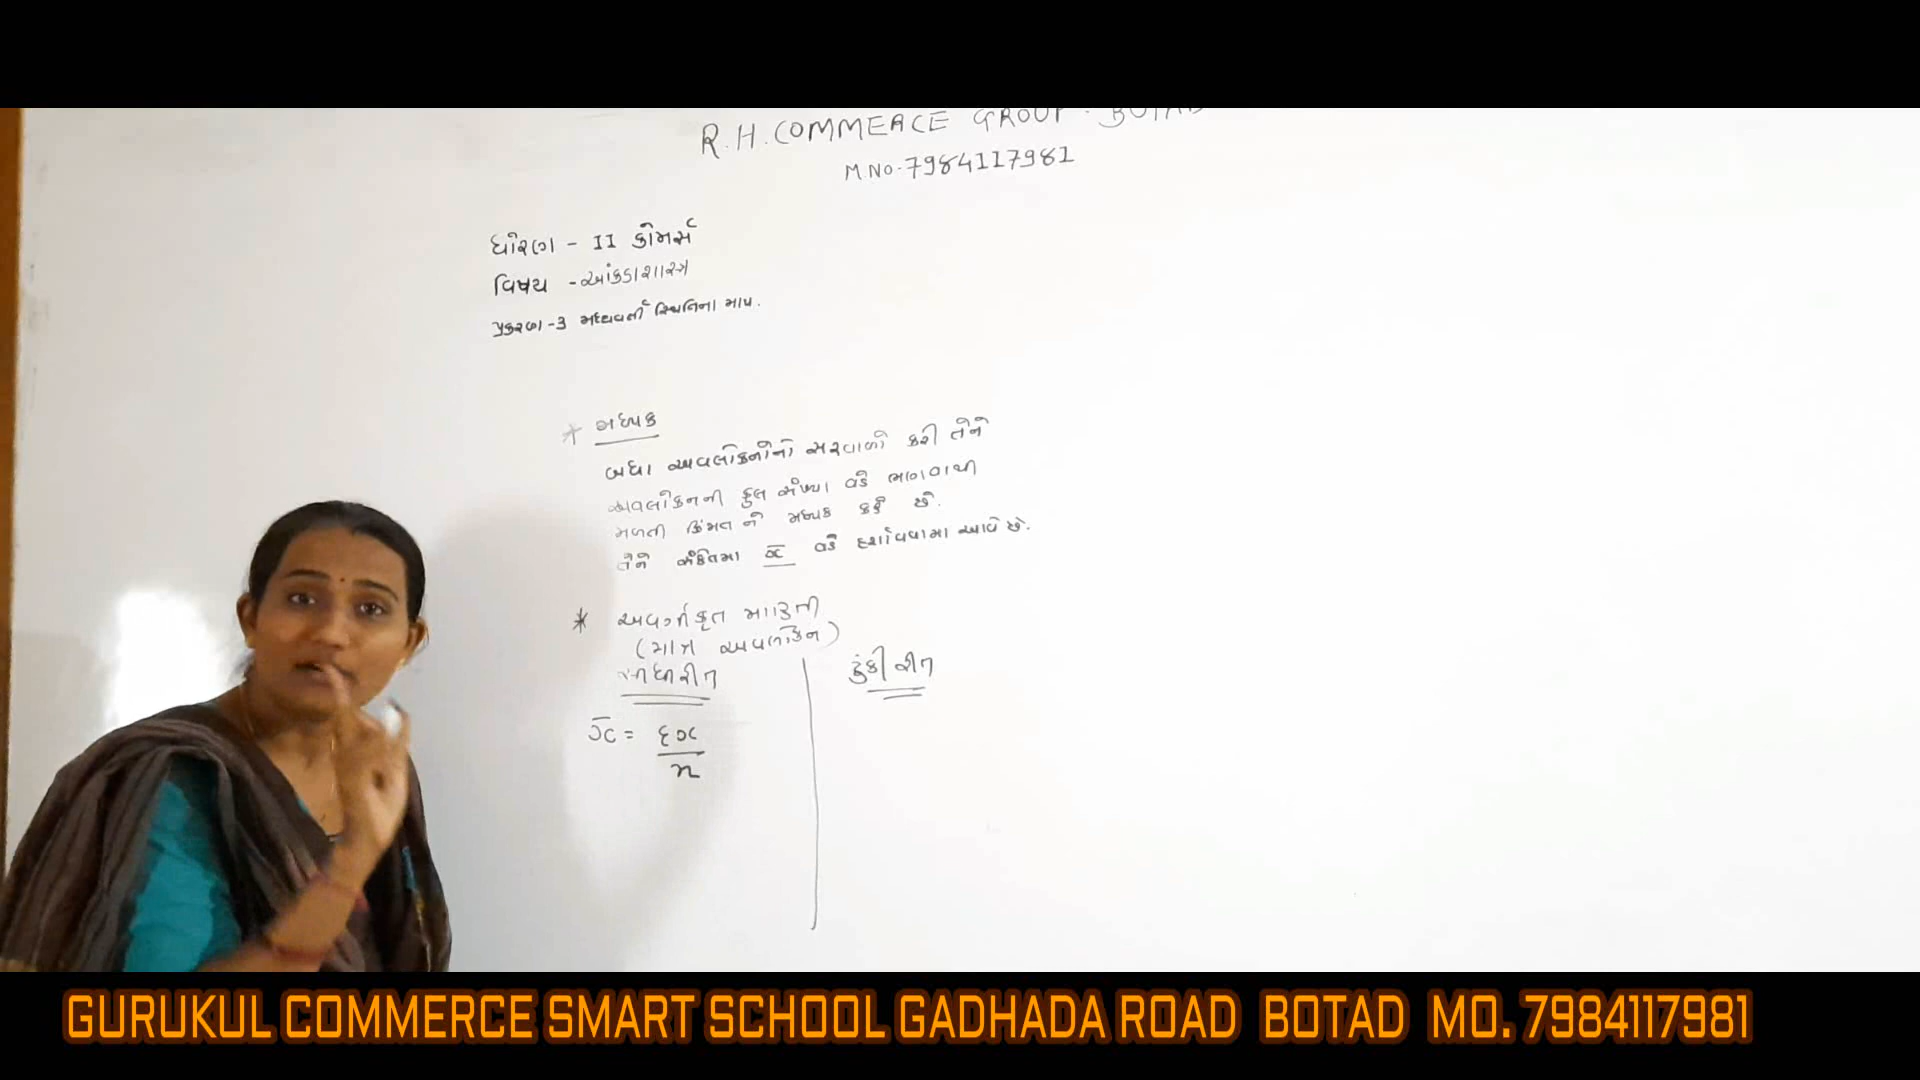 R.H. COMMERCE GROUP - BOTAD
M.NO-7984117981
ધોરણ - II કોમર્સ
વિષય - આંકડાશાસ્ત્ર
પ્રકરણ-3 મધ્યવર્તી સ્થિતિના માપ.
* મધ્યક
બધા અવલોકનોનો સરવાળો કરી તેને
અવલોકનની કુલ સંખ્યા વડે ભાગવાથી
મળતી કિંમત ને મધ્યક કહે છે.
તેને સંકેતમા x̄ વડે દર્શાવવામા આવે છે.
* અવર્ગીકૃત માહિતી
(માત્ર અવલોકન)
સીધી રીત
ટુંકી રીત
x̄ = Σx
n
GURUKUL COMMERCE SMART SCHOOL GADHADA ROAD BOTAD MO. 7984117981